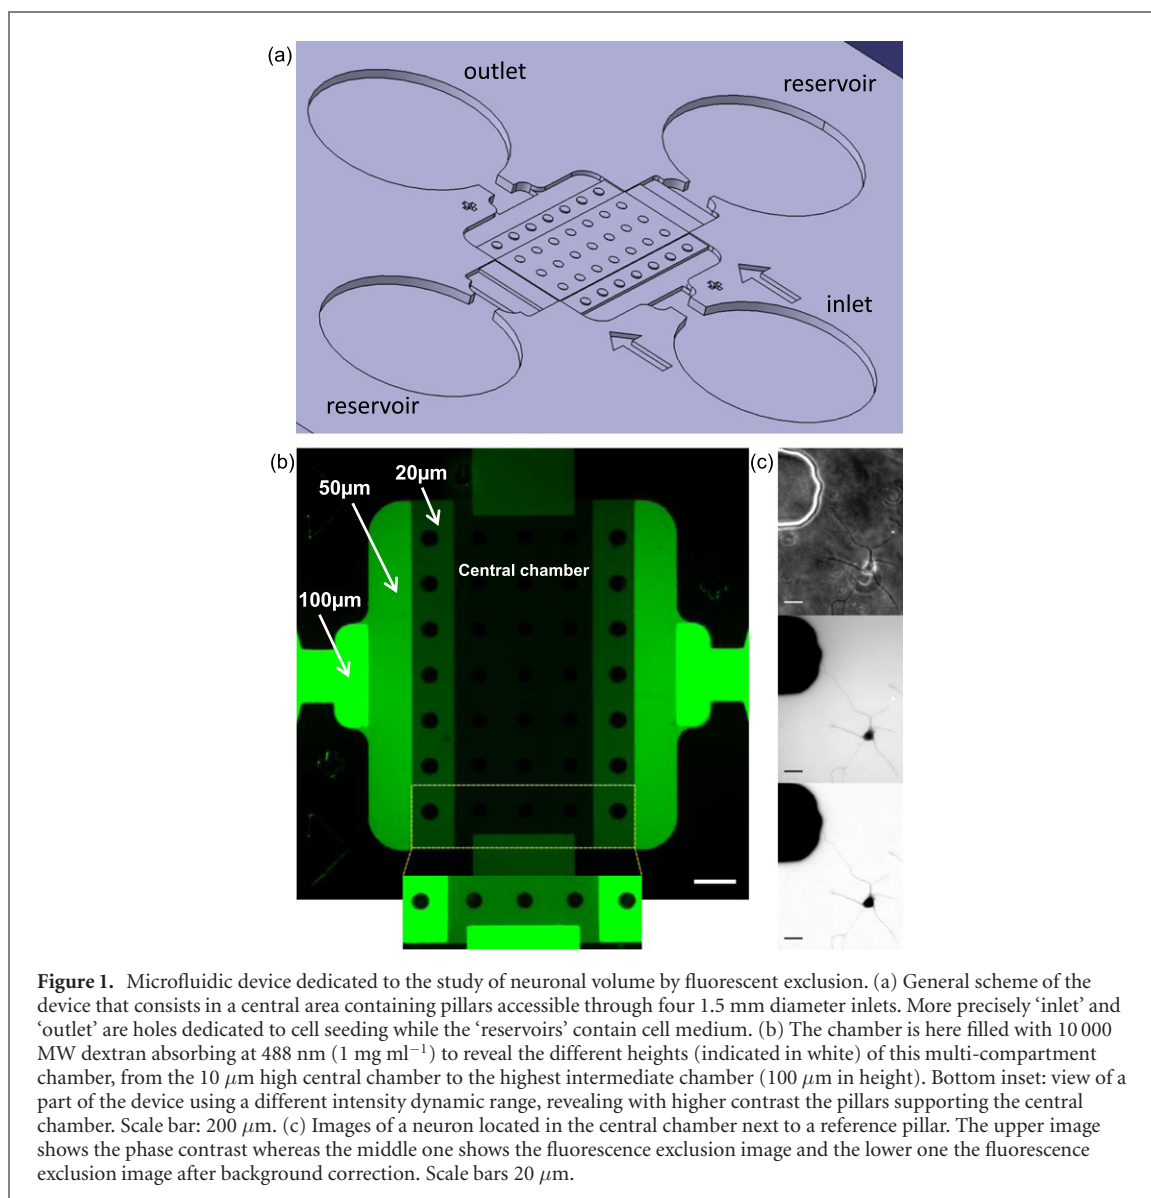 (a)
outlet
reservoir
inlet
reservoir
(b)
(c)
20μm
50μm
Central chamber
100μm
Figure 1. Microfluidic device dedicated to the study of neuronal volume by fluorescent exclusion. (a) General scheme of the
device that consists in a central area containing pillars accessible through four 1.5 mm diameter inlets. More precisely ‘inlet’ and
‘outlet’ are holes dedicated to cell seeding while the ‘reservoirs’ contain cell medium. (b) The chamber is here filled with 10 000
MW dextran absorbing at 488 nm (1 mg ml−1) to reveal the different heights (indicated in white) of this multi-compartment
chamber, from the 10 μm high central chamber to the highest intermediate chamber (100 μm in height). Bottom inset: view of a
part of the device using a different intensity dynamic range, revealing with higher contrast the pillars supporting the central
chamber. Scale bar: 200 μm. (c) Images of a neuron located in the central chamber next to a reference pillar. The upper image
shows the phase contrast whereas the middle one shows the fluorescence exclusion image and the lower one the fluorescence
exclusion image after background correction. Scale bars 20 μm.